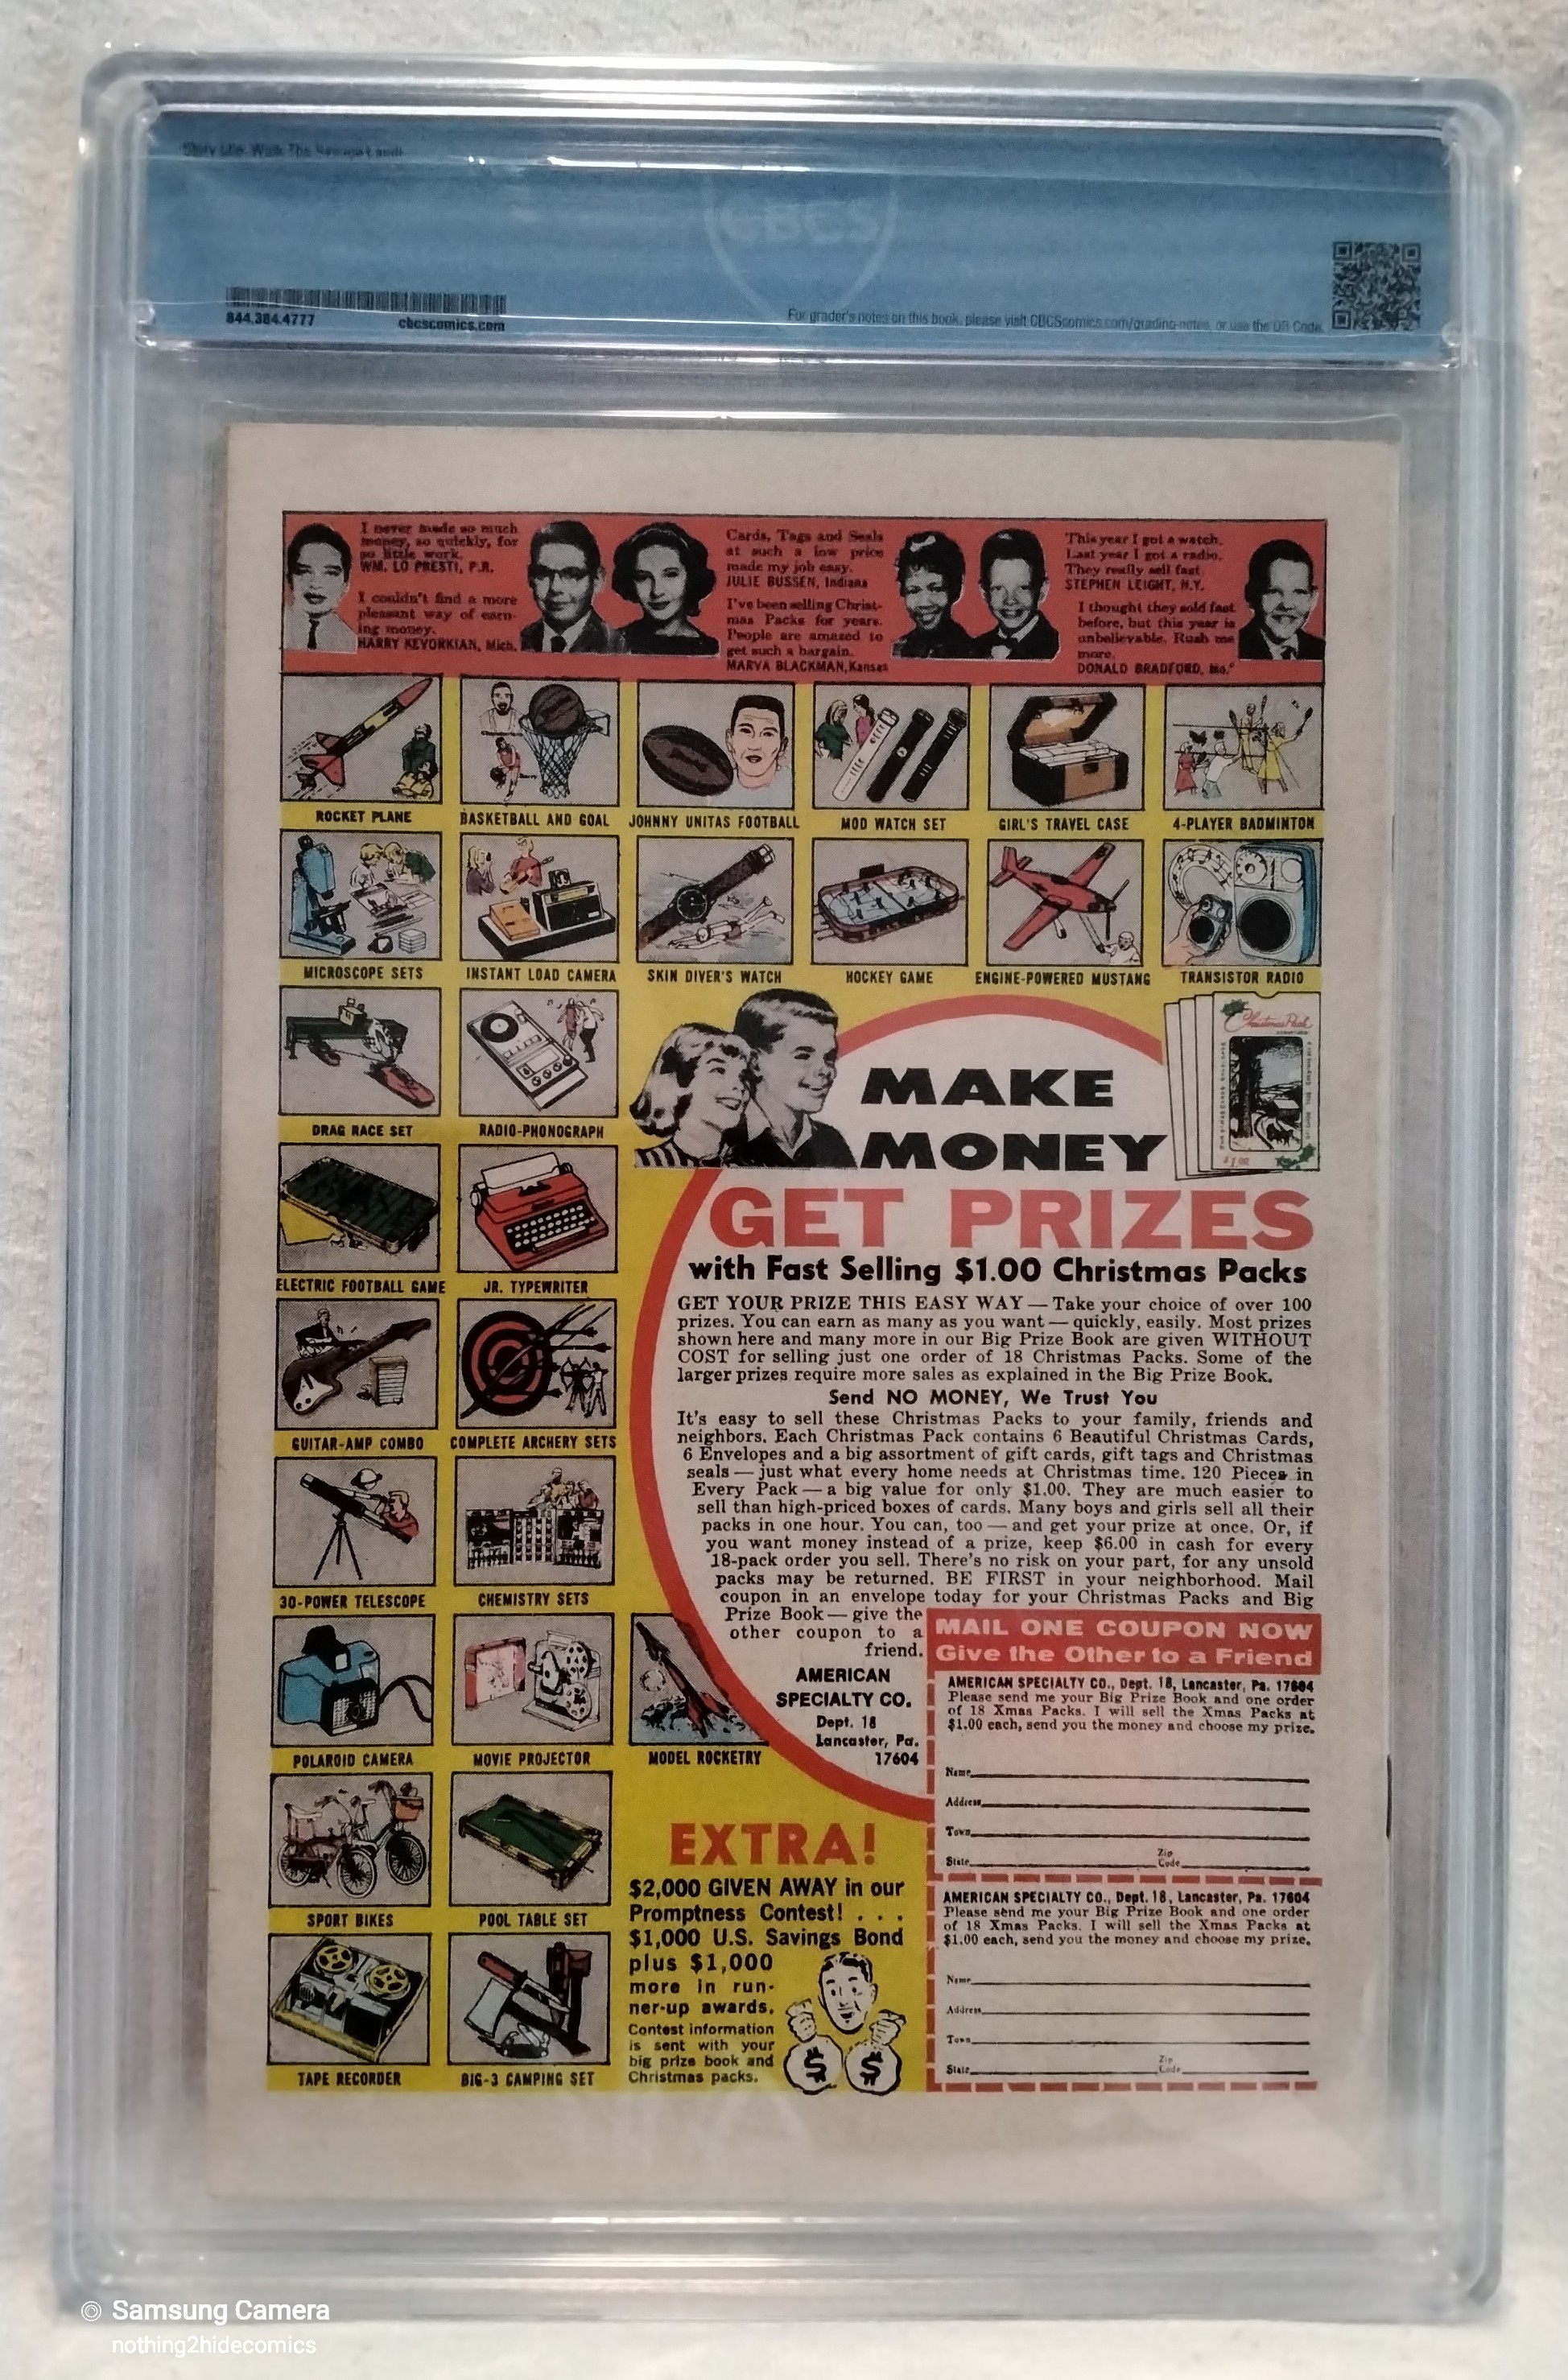 Story title: Walk The Savage Land!
CBCS
844.384.4777
cbcscomics.com
For grader's notes on this book, please visit CBCScomics.com/grading-notes, or use the QR Code.
I never made so much
money, so quickly, for
so little work.
WM. LO PRESTI, P.R.
I couldn't find a more
pleasant way of earn-
ing money.
HARRY KEVORKIAN, Mich.
Cards, Tags and Seals
at such a low price
made my job easy.
JULIE BUSSEN, Indiana
I've been selling Christ-
mas Packs for years.
People are amazed to
get such a bargain.
MARVA BLACKMAN, Kansas
This year I got a watch.
Last year I got a radio.
They really sell fast.
STEPHEN LEIGHT, N.Y.
I thought they sold fast
before, but this year is
unbelievable. Rush me
more.
DONALD BRADFORD, Mo.
ROCKET PLANE
BASKETBALL AND GOAL
JOHNNY UNITAS FOOTBALL
MOD WATCH SET
GIRL'S TRAVEL CASE
4-PLAYER BADMINTON
MICROSCOPE SETS
INSTANT LOAD CAMERA
SKIN DIVER'S WATCH
HOCKEY GAME
ENGINE-POWERED MUSTANG
TRANSISTOR RADIO
DRAG RACE SET
RADIO-PHONOGRAPH
ELECTRIC FOOTBALL GAME
JR. TYPEWRITER
GUITAR-AMP COMBO
COMPLETE ARCHERY SETS
30-POWER TELESCOPE
CHEMISTRY SETS
POLAROID CAMERA
MOVIE PROJECTOR
MODEL ROCKETRY
SPORT BIKES
POOL TABLE SET
TAPE RECORDER
BIG-3 CAMPING SET
Christmas Pack
$1.00
MAKE
MONEY
GET PRIZES
with Fast Selling $1.00 Christmas Packs
GET YOUR PRIZE THIS EASY WAY — Take your choice of over 100
prizes. You can earn as many as you want — quickly, easily. Most prizes
shown here and many more in our Big Prize Book are given WITHOUT
COST for selling just one order of 18 Christmas Packs. Some of the
larger prizes require more sales as explained in the Big Prize Book.
Send NO MONEY, We Trust You
It's easy to sell these Christmas Packs to your family, friends and
neighbors. Each Christmas Pack contains 6 Beautiful Christmas Cards,
6 Envelopes and a big assortment of gift cards, gift tags and Christmas
seals — just what every home needs at Christmas time. 120 Pieces in
Every Pack — a big value for only $1.00. They are much easier to
sell than high-priced boxes of cards. Many boys and girls sell all their
packs in one hour. You can, too — and get your prize at once. Or, if
you want money instead of a prize, keep $6.00 in cash for every
18-pack order you sell. There's no risk on your part, for any unsold
packs may be returned. BE FIRST in your neighborhood. Mail
coupon in an envelope today for your Christmas Packs and Big
Prize Book — give the
other coupon to a
friend.
AMERICAN
SPECIALTY CO.
Dept. 18
Lancaster, Pa.
17604
MAIL ONE COUPON NOW
Give the Other to a Friend
AMERICAN SPECIALTY CO., Dept. 18, Lancaster, Pa. 17604
Please send me your Big Prize Book and one order
of 18 Xmas Packs. I will sell the Xmas Packs at
$1.00 each, send you the money and choose my prize.
Name
Address
Town
State Zip Code
AMERICAN SPECIALTY CO., Dept. 18, Lancaster, Pa. 17604
Please send me your Big Prize Book and one order
of 18 Xmas Packs. I will sell the Xmas Packs at
$1.00 each, send you the money and choose my prize.
Name
Address
Town
State Zip Code
EXTRA!
$2,000 GIVEN AWAY in our
Promptness Contest! . . .
$1,000 U.S. Savings Bond
plus $1,000
more in run-
ner-up awards.
Contest information
is sent with your
big prize book and
Christmas packs.
$ $
Samsung Camera
nothing2hidecomics